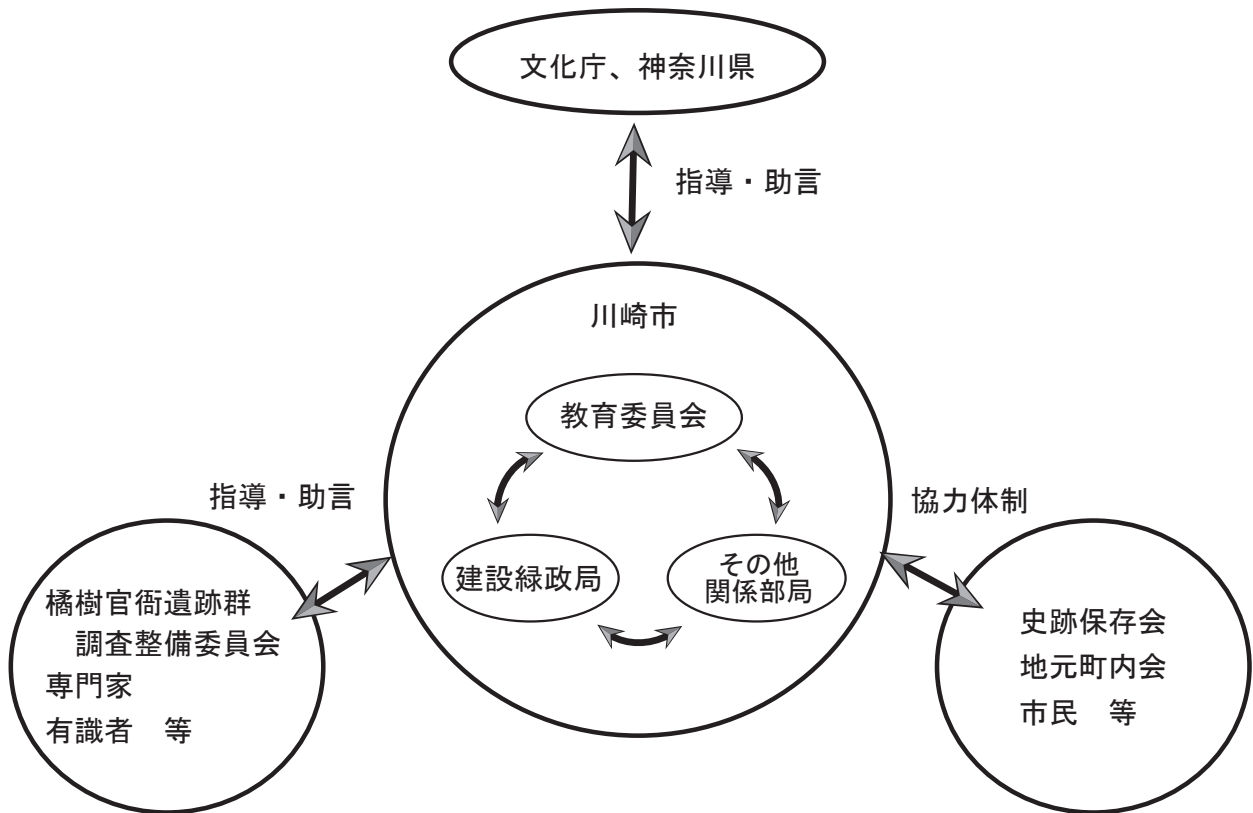 文化庁、神奈川県
指導・助言
川崎市
教育委員会
建設緑政局
その他
関係部局
指導・助言
橘樹官衙遺跡群
調査整備委員会
専門家
有識者　等
協力体制
史跡保存会
地元町内会
市民　等